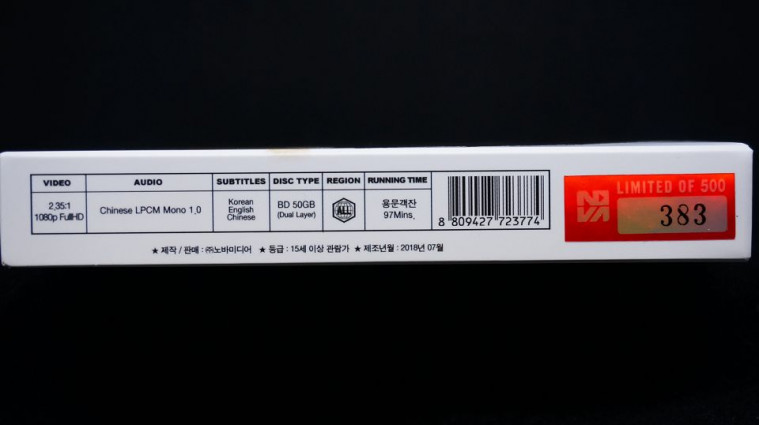 VIDEO AUDIO SUBTITLES DISC TYPE REGION RUNNING TIME
2.35:1
1080p FullHD
Chinese LPCM Mono 1.0
Korean
English
Chinese
BD 50GB
(Dual Layer)
ALL
용문객잔
97Mins.
8 809427 723774
NOVA
LIMITED OF 500
383
★ 제작 / 판매 : ㈜노바미디어 ★ 등급 : 15세 이상 관람가 ★ 제조년월 : 2018년 07월